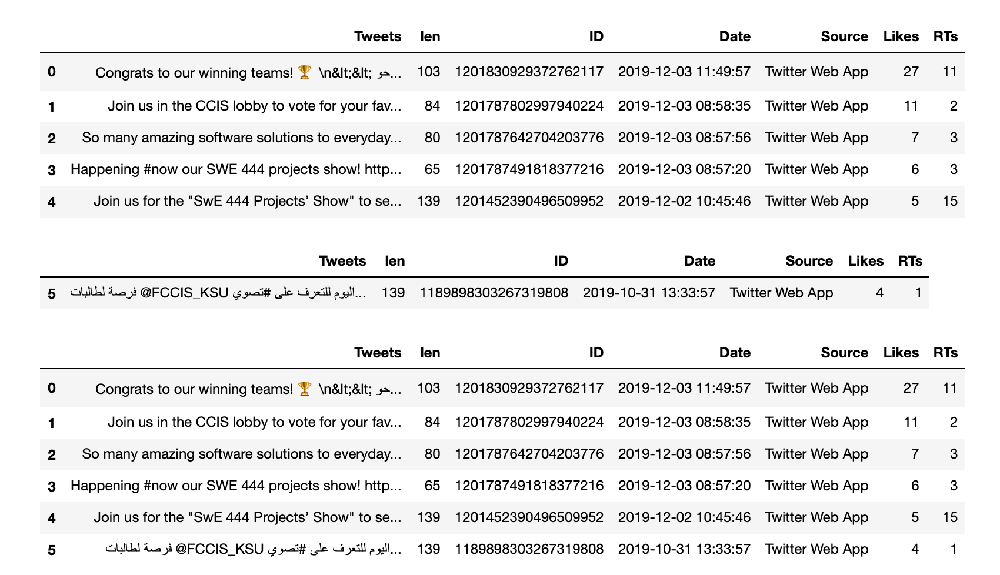 Tweets len ID Date Source Likes RTs
0 Congrats to our winning teams! 🏆 \n&lt;&lt; حو... 103 1201830929372762117 2019-12-03 11:49:57 Twitter Web App 27 11
1 Join us in the CCIS lobby to vote for your fav... 84 1201787802997940224 2019-12-03 08:58:35 Twitter Web App 11 2
2 So many amazing software solutions to everyday... 80 1201787642704203776 2019-12-03 08:57:56 Twitter Web App 7 3
3 Happening #now our SWE 444 projects show! http... 65 1201787491818377216 2019-12-03 08:57:20 Twitter Web App 6 3
4 Join us for the "SwE 444 Projects’ Show" to se... 139 1201452390496509952 2019-12-02 10:45:46 Twitter Web App 5 15
Tweets len ID Date Source Likes RTs
5 اليوم للتعرف على #تصوي @FCCIS_KSU فرصة لطالبات... 139 1189898303267319808 2019-10-31 13:33:57 Twitter Web App 4 1
Tweets len ID Date Source Likes RTs
0 Congrats to our winning teams! 🏆 \n&lt;&lt; حو... 103 1201830929372762117 2019-12-03 11:49:57 Twitter Web App 27 11
1 Join us in the CCIS lobby to vote for your fav... 84 1201787802997940224 2019-12-03 08:58:35 Twitter Web App 11 2
2 So many amazing software solutions to everyday... 80 1201787642704203776 2019-12-03 08:57:56 Twitter Web App 7 3
3 Happening #now our SWE 444 projects show! http... 65 1201787491818377216 2019-12-03 08:57:20 Twitter Web App 6 3
4 Join us for the "SwE 444 Projects’ Show" to se... 139 1201452390496509952 2019-12-02 10:45:46 Twitter Web App 5 15
5 اليوم للتعرف على #تصوي @FCCIS_KSU فرصة لطالبات... 139 1189898303267319808 2019-10-31 13:33:57 Twitter Web App 4 1